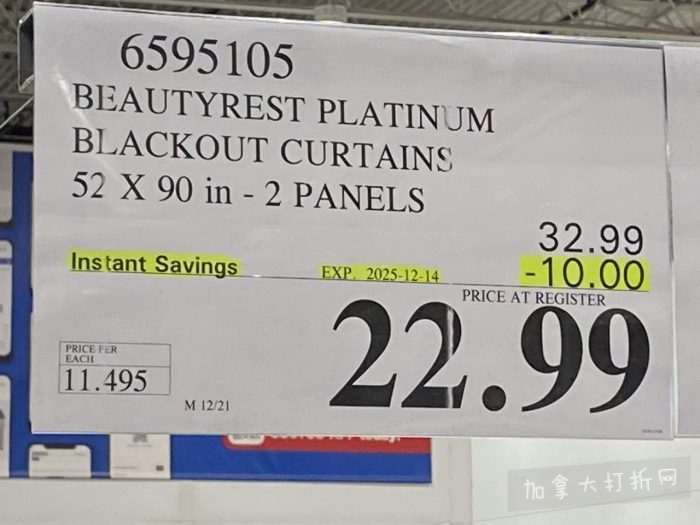 6595105
BEAUTYREST PLATINUM
BLACKOUT CURTAINS
52 X 90 in - 2 PANELS
32.99
Instant Savings EXP. 2025-12-14 -10.00
PRICE AT REGISTER
22.99
PRICE PER
EACH
11.495
M 12/21
加拿大打折网